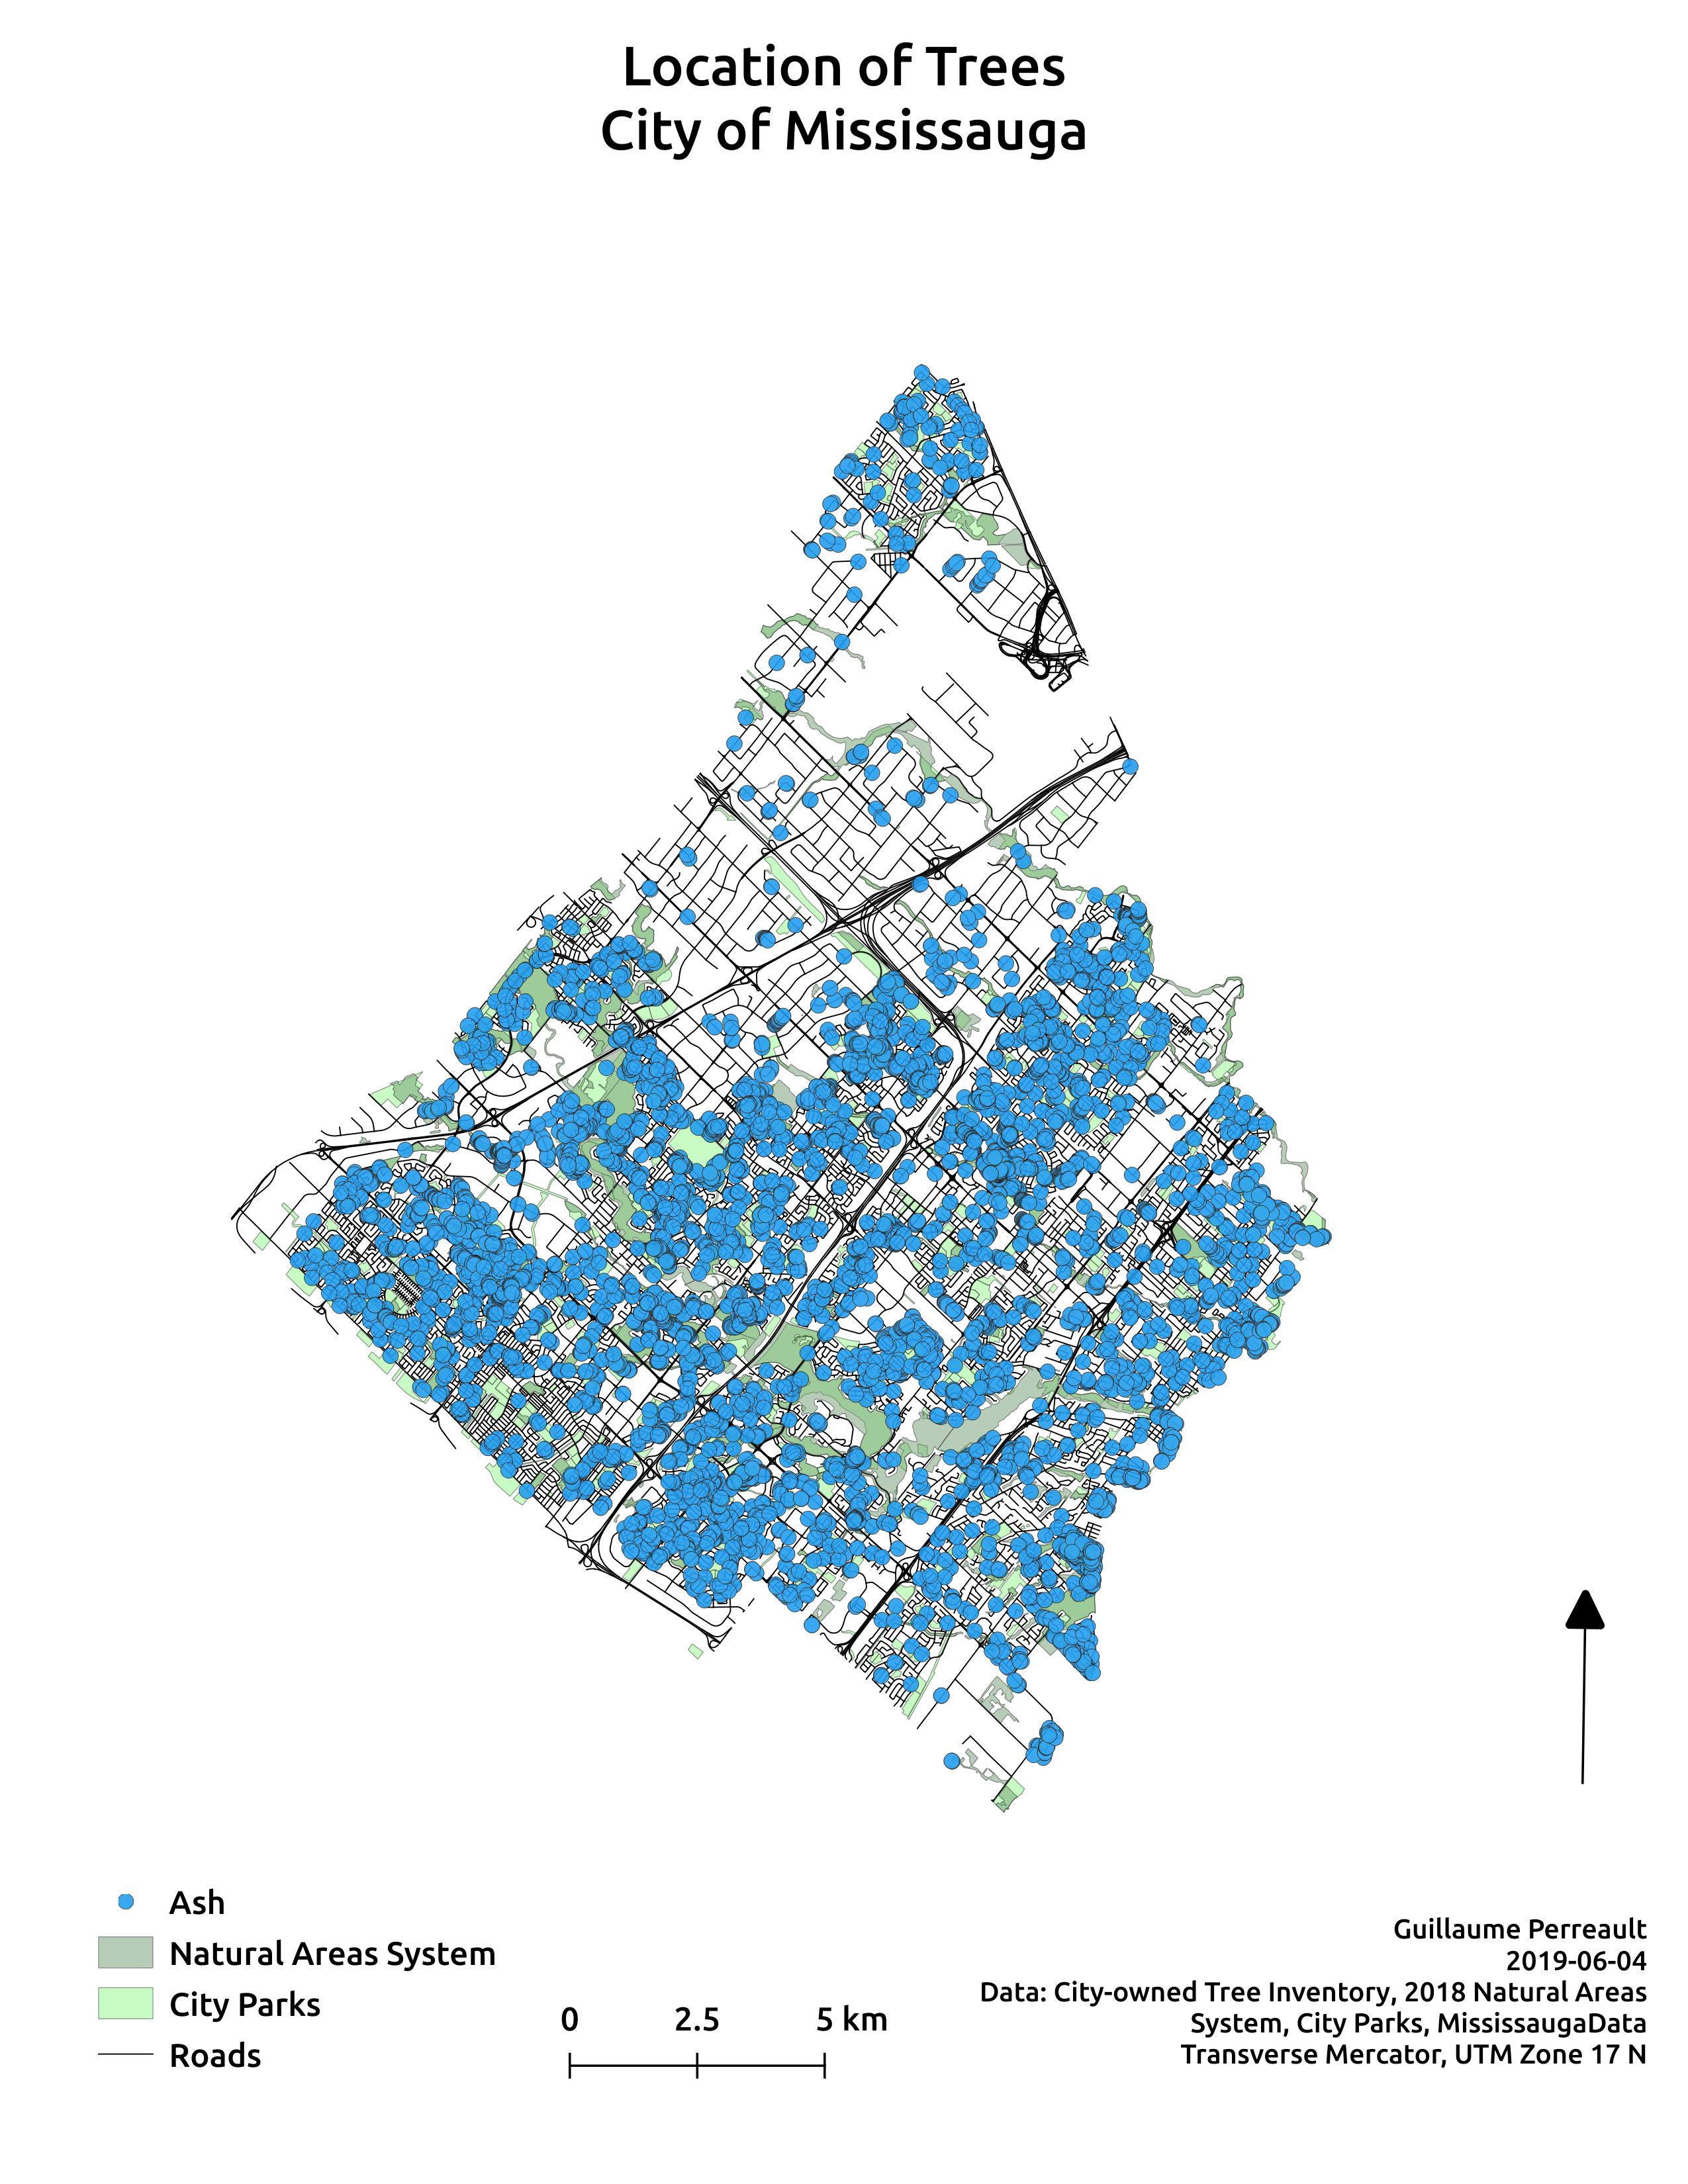 Location of Trees
City of Mississauga
Ash
Natural Areas System
City Parks
Roads
0 2.5 5 km
Guillaume Perreault
2019-06-04
Data: City-owned Tree Inventory, 2018 Natural Areas
System, City Parks, MississaugaData
Transverse Mercator, UTM Zone 17 N